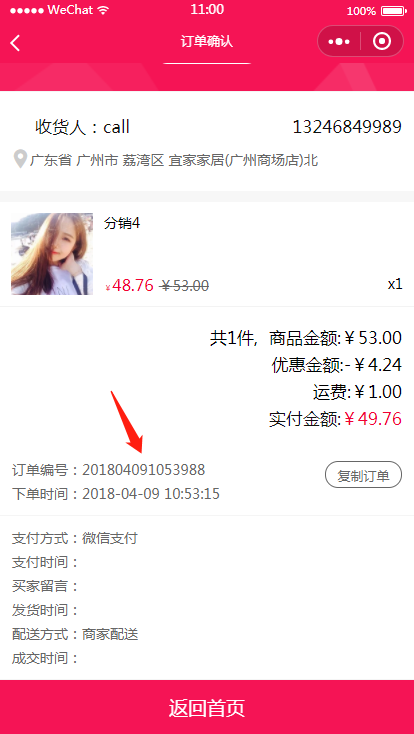 WeChat 11:00 100%
订单确认
收货人：call 13246849989
广东省 广州市 荔湾区 宜家家居(广州商场店)北
分销4
¥48.76 ¥53.00 x1
共1件, 商品金额:¥53.00
优惠金额:-¥4.24
运费:¥1.00
实付金额:¥49.76
订单编号：201804091053988 复制订单
下单时间：2018-04-09 10:53:15
支付方式：微信支付
支付时间：
买家留言：
发货时间：
配送方式：商家配送
成交时间：
返回首页